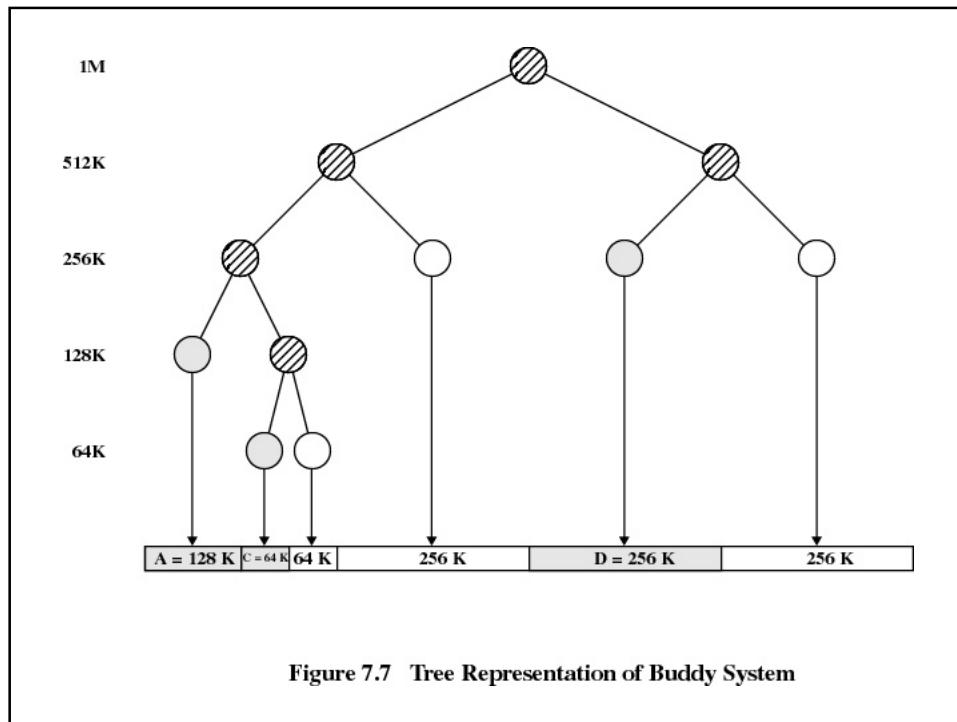 1M
512K
256K
128K
64K
A = 128 K C = 64 K 64 K 256 K D = 256 K 256 K
Figure 7.7 Tree Representation of Buddy System